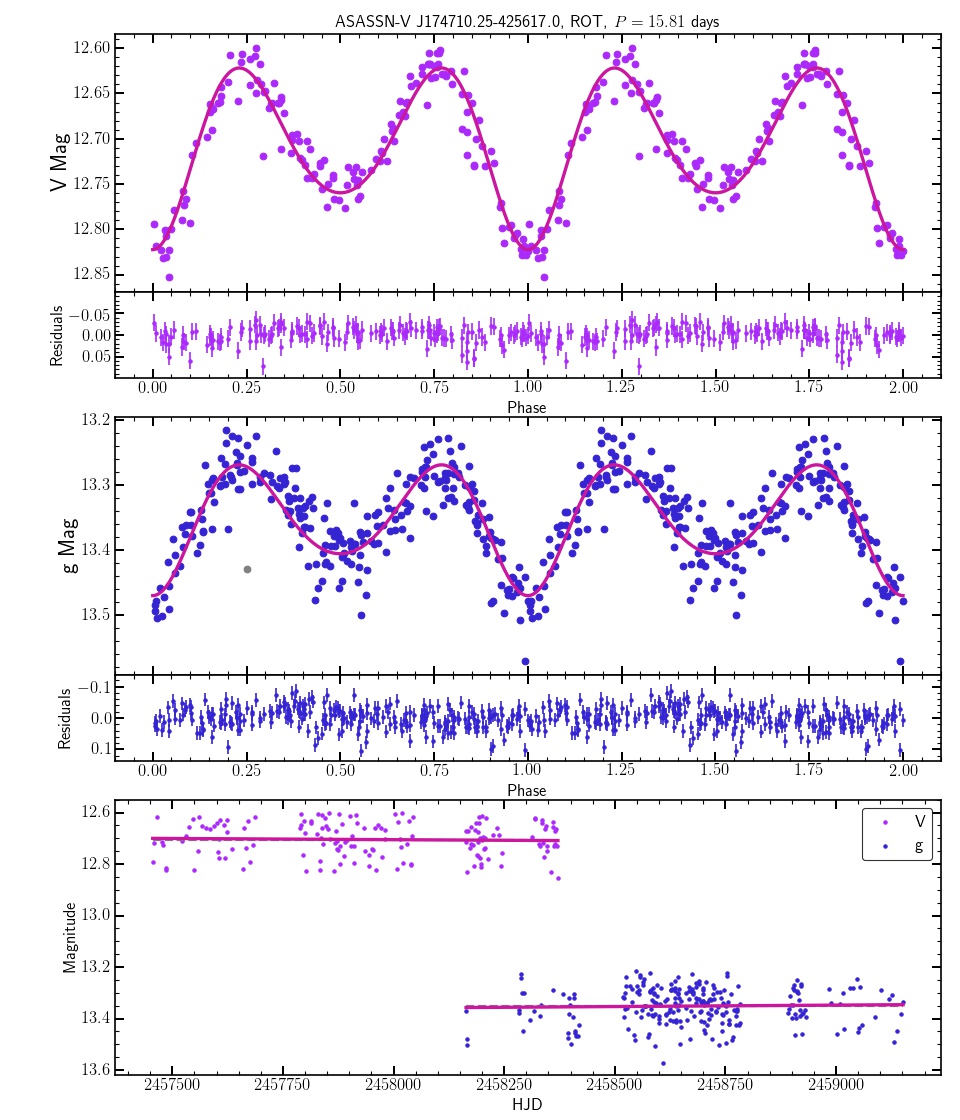 ASASSN-V J174710.25-425617.0, ROT, P = 15.81 days
12.60
12.65
12.70
12.75
12.80
12.85
V Mag
−0.05
0.00
0.05
Residuals
0.00 0.25 0.50 0.75 1.00 1.25 1.50 1.75 2.00
Phase
13.2
13.3
13.4
13.5
g Mag
−0.1
0.0
0.1
Residuals
0.00 0.25 0.50 0.75 1.00 1.25 1.50 1.75 2.00
Phase
12.6
12.8
13.0
13.2
13.4
13.6
Magnitude
V
g
2457500 2457750 2458000 2458250 2458500 2458750 2459000
HJD